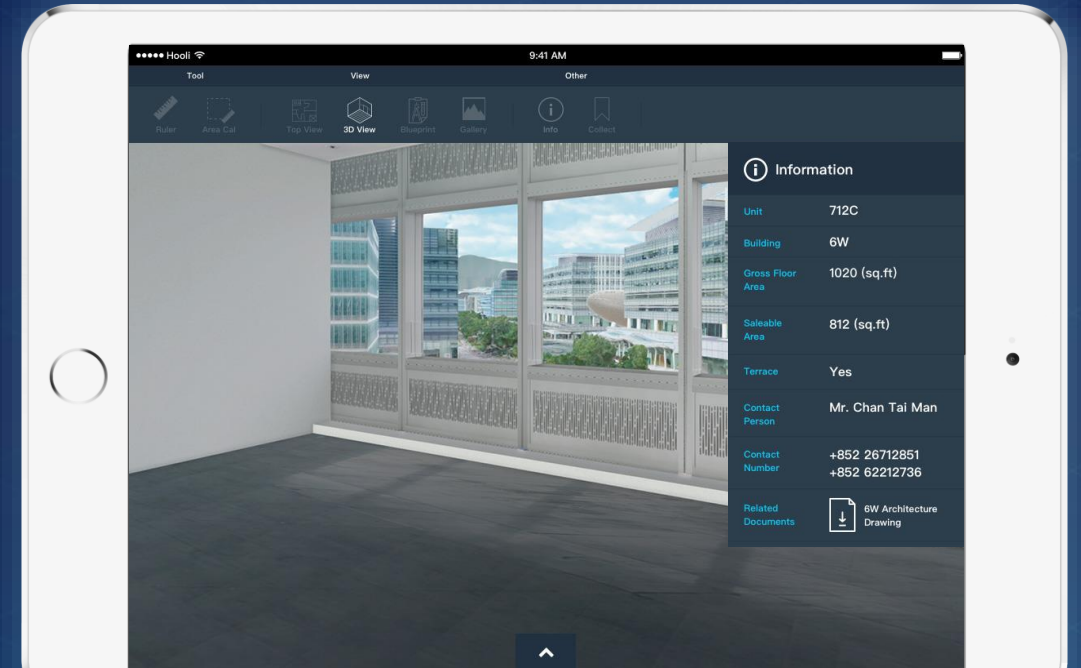 Hooli
9:41 AM
Tool
View
Other
Ruler
Area Cal
Top View
3D View
Blueprint
Gallery
Info
Collect
Information
Unit
712C
Building
6W
Gross Floor
Area
1020 (sq.ft)
Saleable
Area
812 (sq.ft)
Terrace
Yes
Contact
Person
Mr. Chan Tai Man
Contact
Number
+852 26712851
+852 62212736
Related
Documents
6W Architecture
Drawing